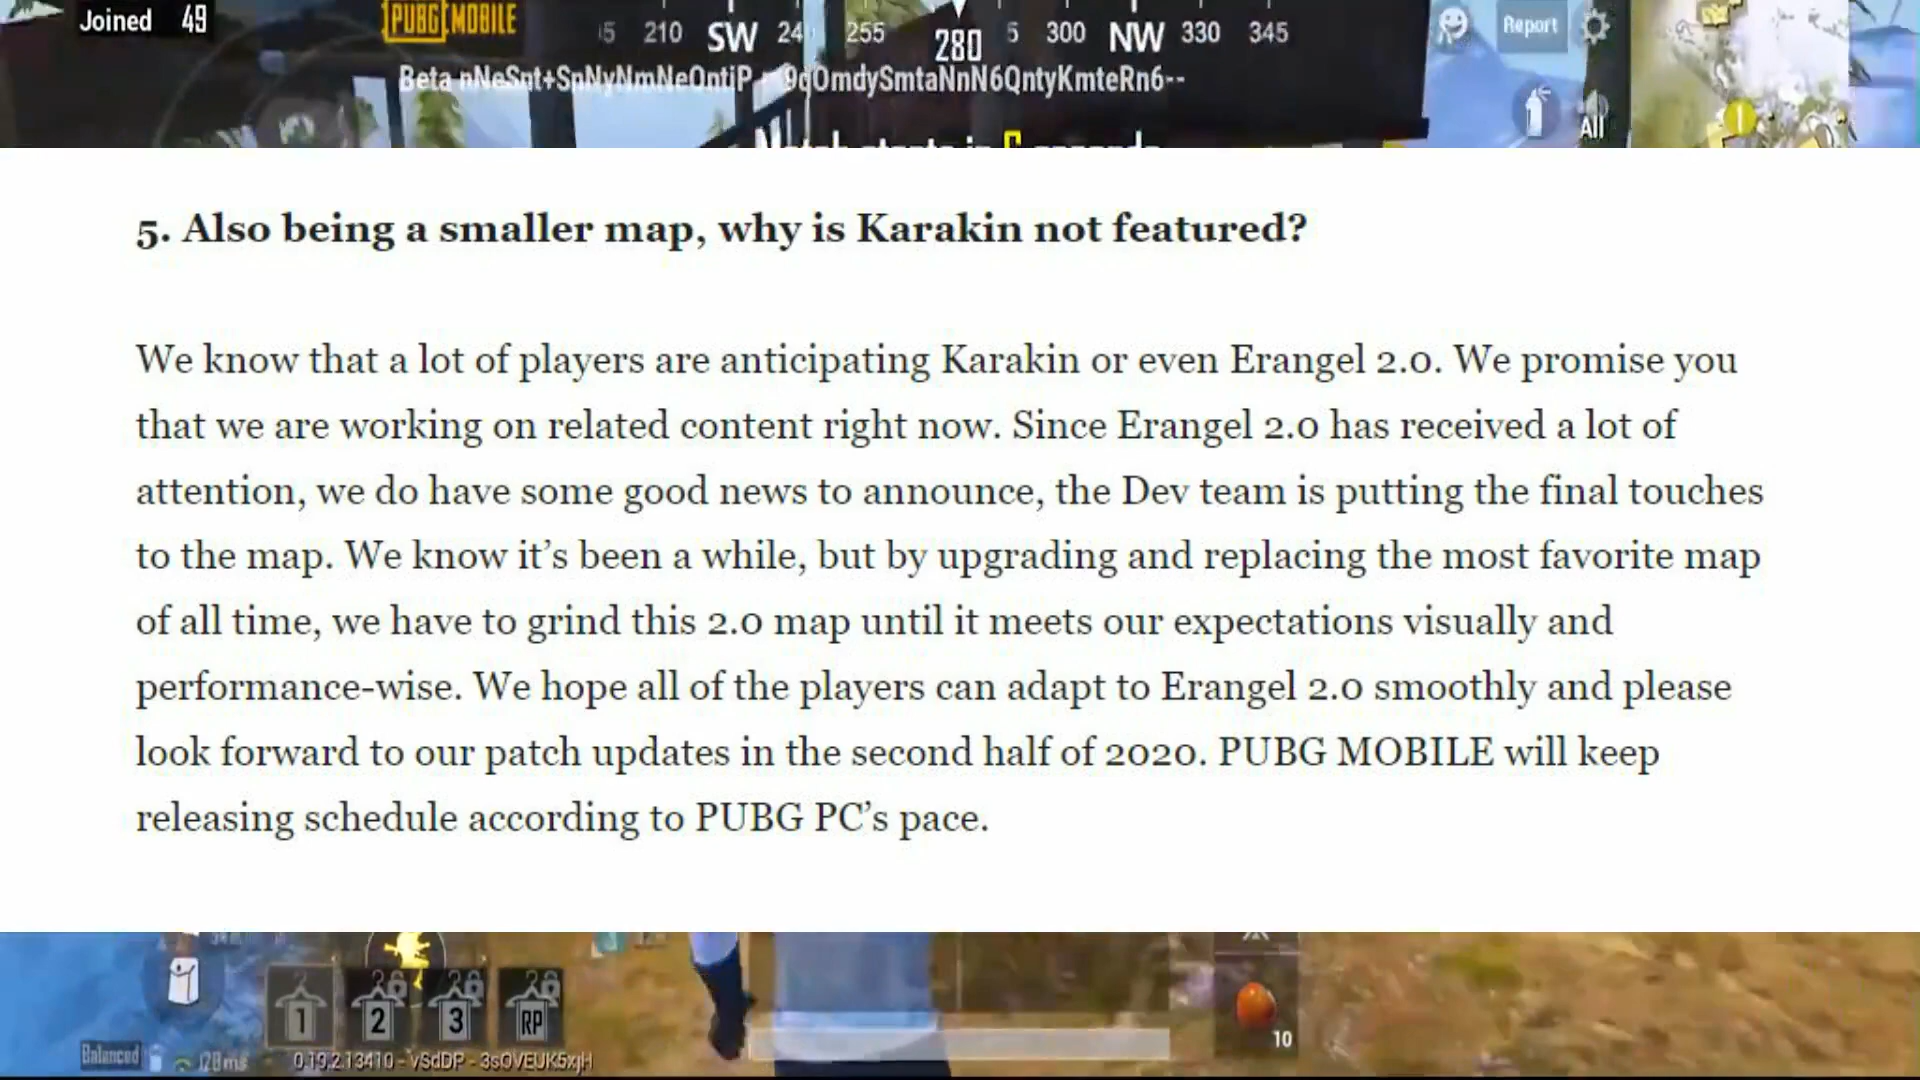 Joined 49
PUBG MOBILE
210 SW 24 255 280 5 300 NW 330 345
Report
All
5. Also being a smaller map, why is Karakin not featured?
We know that a lot of players are anticipating Karakin or even Erangel 2.0. We promise you
that we are working on related content right now. Since Erangel 2.0 has received a lot of
attention, we do have some good news to announce, the Dev team is putting the final touches
to the map. We know it’s been a while, but by upgrading and replacing the most favorite map
of all time, we have to grind this 2.0 map until it meets our expectations visually and
performance-wise. We hope all of the players can adapt to Erangel 2.0 smoothly and please
look forward to our patch updates in the second half of 2020. PUBG MOBILE will keep
releasing schedule according to PUBG PC’s pace.
1 2 3 RP
10
Balanced 128ms